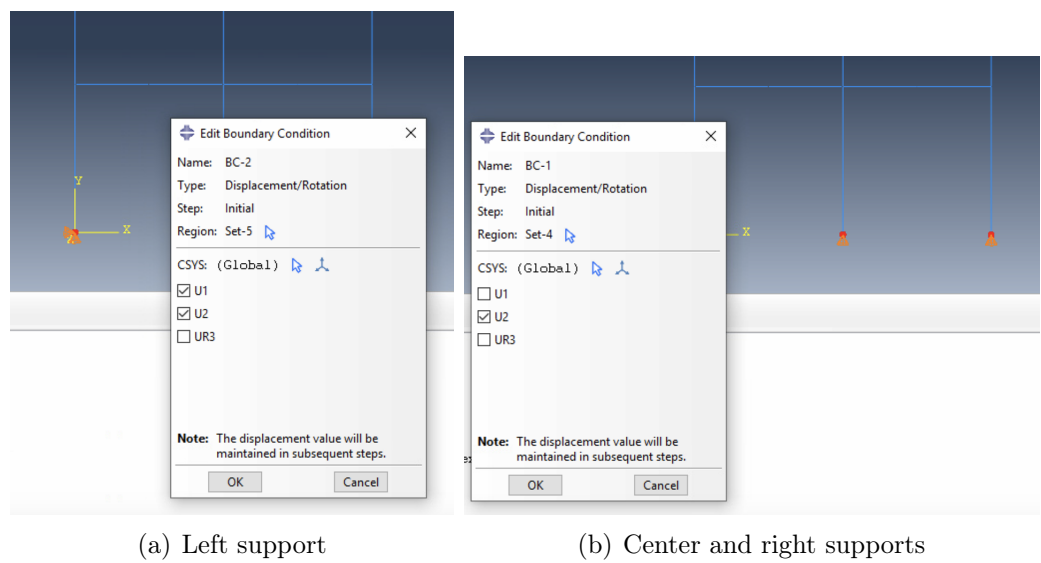 Edit Boundary Condition
Name: BC-2
Type: Displacement/Rotation
Step: Initial
Region: Set-5
CSYS: (Global)
U1
U2
UR3
Note: The displacement value will be
maintained in subsequent steps.
OK Cancel
Y
X
(a) Left support
Edit Boundary Condition
Name: BC-1
Type: Displacement/Rotation
Step: Initial
Region: Set-4
CSYS: (Global)
U1
U2
UR3
Note: The displacement value will be
maintained in subsequent steps.
OK Cancel
X
(b) Center and right supports